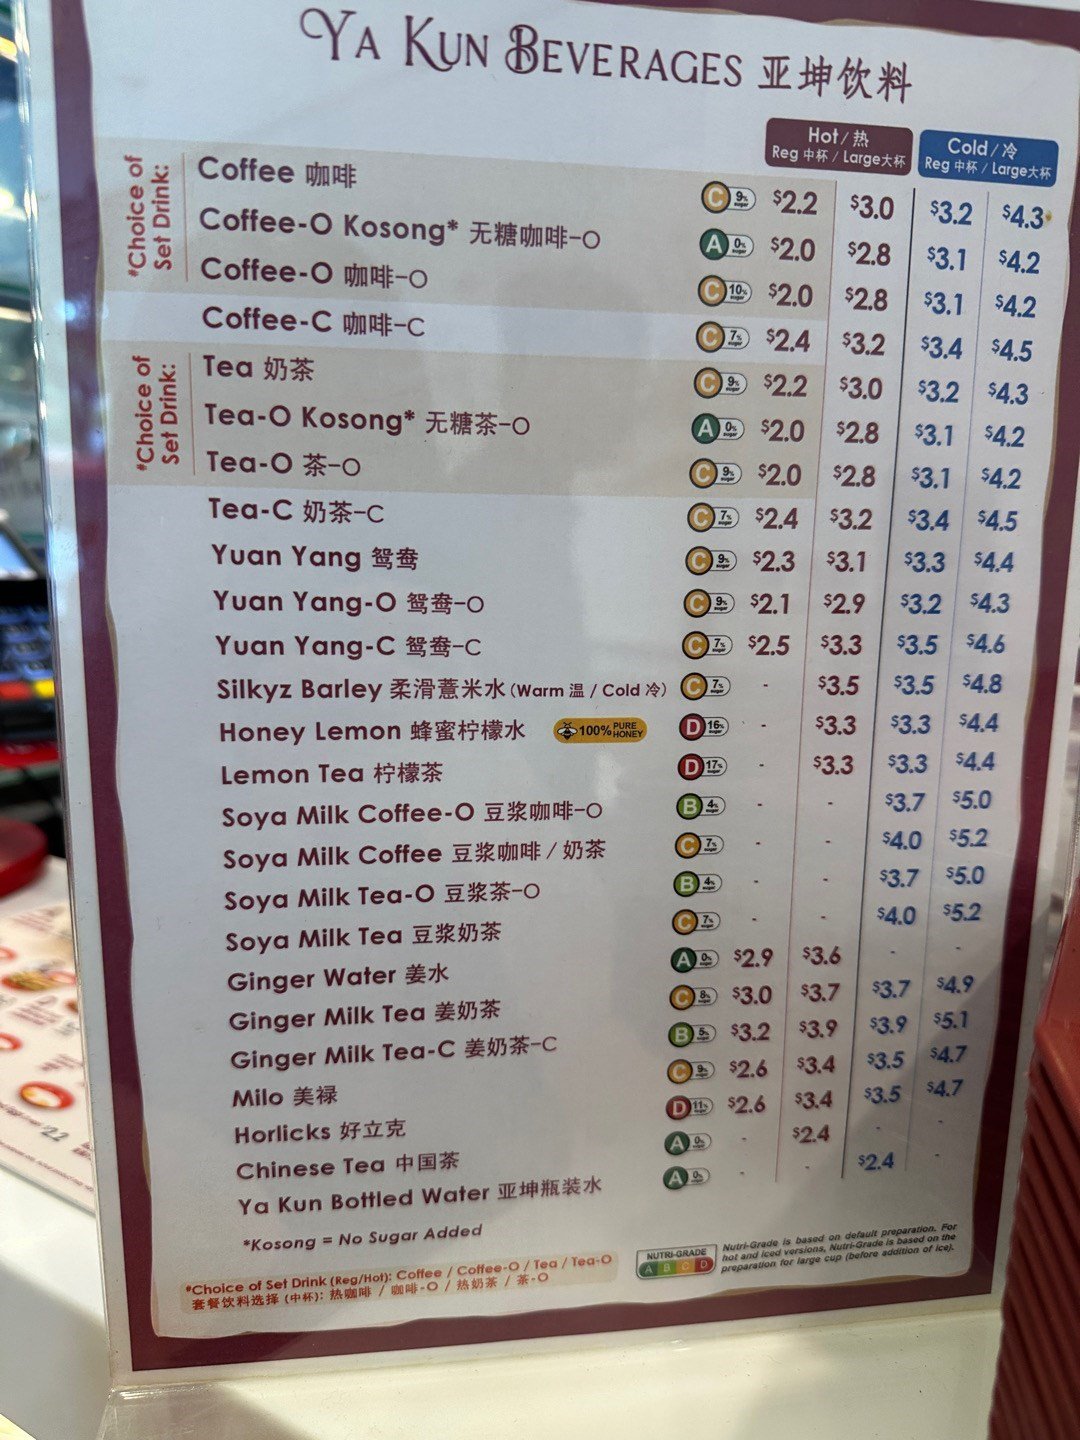 YA KUN BEVERAGES 亚坤饮料
Hot / 热
Reg 中杯 / Large大杯
Cold / 冷
Reg 中杯 / Large大杯
*Choice of
Set Drink:
Coffee 咖啡 C 9% sugar $2.2 $3.0 $3.2 $4.3
Coffee-O Kosong* 无糖咖啡-O A 0% sugar $2.0 $2.8 $3.1 $4.2
Coffee-O 咖啡-O C 10% sugar $2.0 $2.8 $3.1 $4.2
Coffee-C 咖啡-C C 7% sugar $2.4 $3.2 $3.4 $4.5
*Choice of
Set Drink:
Tea 奶茶 C 9% sugar $2.2 $3.0 $3.2 $4.3
Tea-O Kosong* 无糖茶-O A 0% sugar $2.0 $2.8 $3.1 $4.2
Tea-O 茶-O C 9% sugar $2.0 $2.8 $3.1 $4.2
Tea-C 奶茶-C C 7% sugar $2.4 $3.2 $3.4 $4.5
Yuan Yang 鸳鸯 C 9% sugar $2.3 $3.1 $3.3 $4.4
Yuan Yang-O 鸳鸯-O C 9% sugar $2.1 $2.9 $3.2 $4.3
Yuan Yang-C 鸳鸯-C C 7% sugar $2.5 $3.3 $3.5 $4.6
Silkyz Barley 柔滑薏米水 (Warm 温 / Cold 冷) C 7% sugar - $3.5 $3.5 $4.8
Honey Lemon 蜂蜜柠檬水 100% PURE HONEY D 16% sugar - $3.3 $3.3 $4.4
Lemon Tea 柠檬茶 D 17% sugar - $3.3 $3.3 $4.4
Soya Milk Coffee-O 豆浆咖啡-O B 4% sugar - - $3.7 $5.0
Soya Milk Coffee 豆浆咖啡 / 奶茶 C 7% sugar - - $4.0 $5.2
Soya Milk Tea-O 豆浆茶-O B 4% sugar - - $3.7 $5.0
Soya Milk Tea 豆浆奶茶 C 7% sugar - - $4.0 $5.2
Ginger Water 姜水 A 0% sugar $2.9 $3.6 - -
Ginger Milk Tea 姜奶茶 C 8% sugar $3.0 $3.7 $3.7 $4.9
Ginger Milk Tea-C 姜奶茶-C B 5% sugar $3.2 $3.9 $3.9 $5.1
Milo 美禄 C 9% sugar $2.6 $3.4 $3.5 $4.7
Horlicks 好立克 D 11% sugar $2.6 $3.4 $3.5 $4.7
Chinese Tea 中国茶 A 0% sugar - $2.4 - -
Ya Kun Bottled Water 亚坤瓶装水 A 0% sugar - - $2.4 -
*Kosong = No Sugar Added
*Choice of Set Drink (Reg/Hot): Coffee / Coffee-O / Tea / Tea-O
套餐饮料选择 (中杯): 热咖啡 / 咖啡-O / 热奶茶 / 茶-O
NUTRI-GRADE
A B C D
Nutri-Grade is based on default preparation. For
hot and iced versions, Nutri-Grade is based on the
preparation for large cup (before addition of ice).